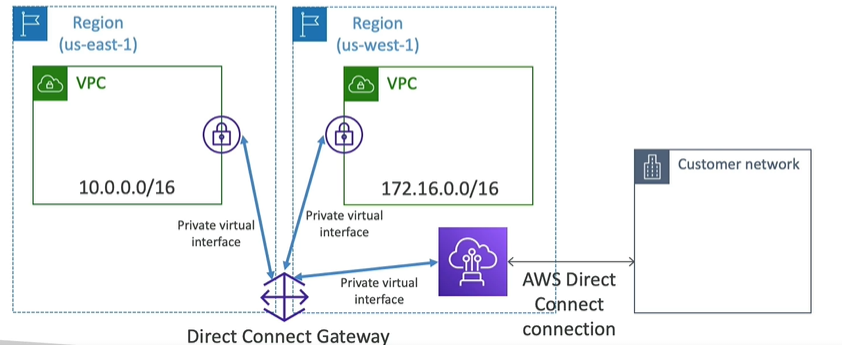 Region
(us-east-1)
VPC
10.0.0.0/16
Region
(us-west-1)
VPC
172.16.0.0/16
Private virtual
interface
Private virtual
interface
Private virtual
interface
Direct Connect Gateway
AWS Direct
Connect
connection
Customer network